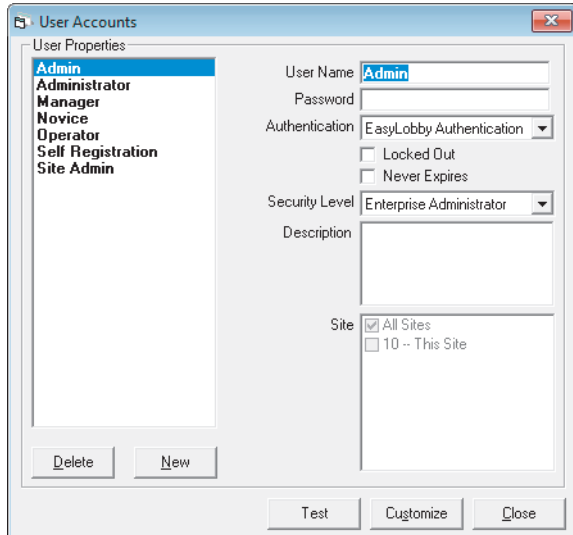 User Accounts
User Properties
Admin
Administrator
Manager
Novice
Operator
Self Registration
Site Admin
User Name Admin
Password
Authentication EasyLobby Authentication
Locked Out
Never Expires
Security Level Enterprise Administrator
Description
Site All Sites
10 -- This Site
Delete New
Test Customize Close